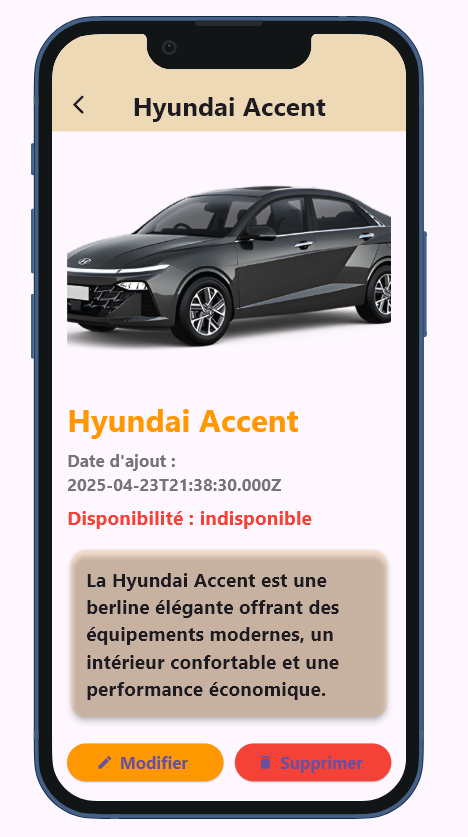 Hyundai Accent
Hyundai Accent
Date d'ajout :
2025-04-23T21:38:30.000Z
Disponibilité : indisponible
La Hyundai Accent est une
berline élégante offrant des
équipements modernes, un
intérieur confortable et une
performance économique.
Modifier
Supprimer